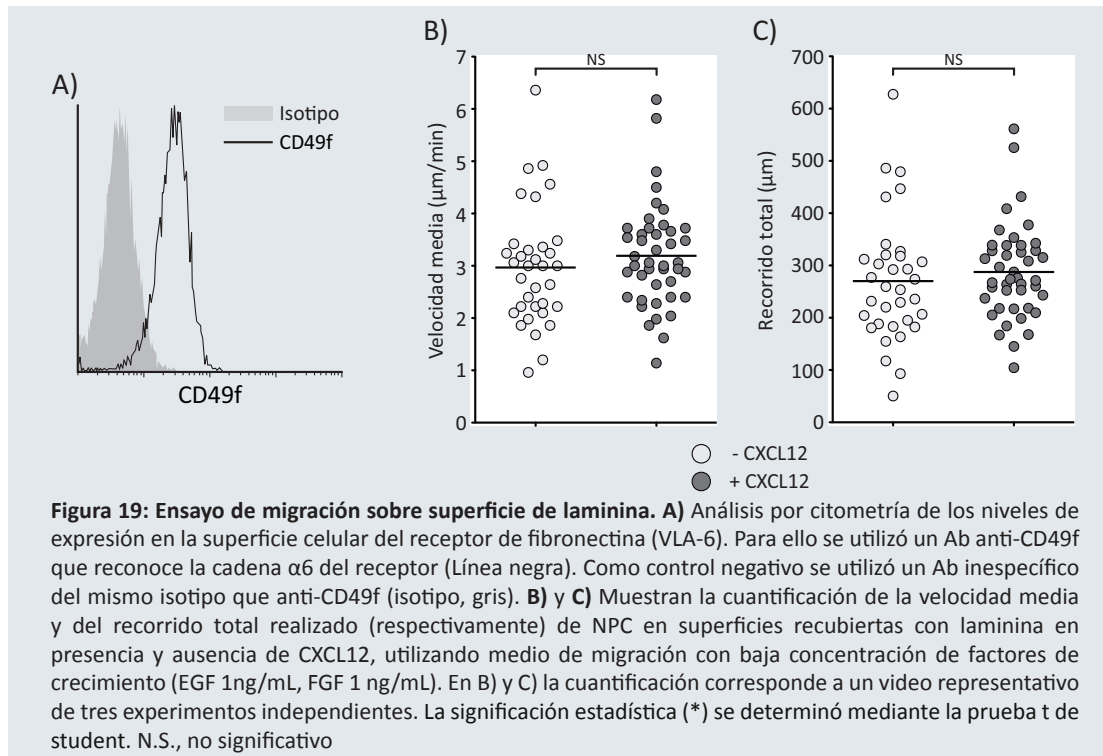 A)
Isotipo
CD49f
CD49f
B)
NS
7
6
5
4
3
2
1
0
Velocidad media (µm/min)
C)
NS
700
600
500
400
300
200
100
0
Recorrido total (µm)
- CXCL12
+ CXCL12
Figura 19: Ensayo de migración sobre superficie de laminina. A) Análisis por citometría de los niveles de
expresión en la superficie celular del receptor de fibronectina (VLA-6). Para ello se utilizó un Ab anti-CD49f
que reconoce la cadena α6 del receptor (Línea negra). Como control negativo se utilizó un Ab inespecífico
del mismo isotipo que anti-CD49f (isotipo, gris). B) y C) Muestran la cuantificación de la velocidad media
y del recorrido total realizado (respectivamente) de NPC en superficies recubiertas con laminina en
presencia y ausencia de CXCL12, utilizando medio de migración con baja concentración de factores de
crecimiento (EGF 1ng/mL, FGF 1 ng/mL). En B) y C) la cuantificación corresponde a un video representativo
de tres experimentos independientes. La significación estadística (*) se determinó mediante la prueba t de
student. N.S., no significativo